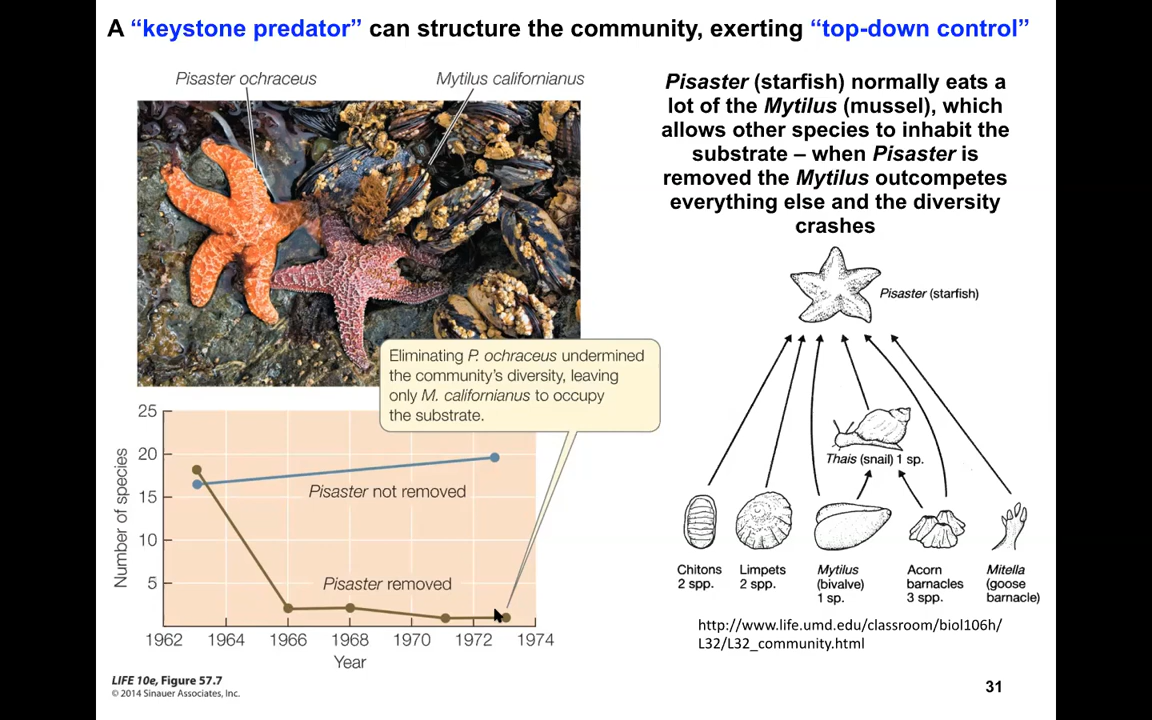 A “keystone predator” can structure the community, exerting “top-down control”
Pisaster ochraceus
Mytilus californianus
Pisaster (starfish) normally eats a
lot of the Mytilus (mussel), which
allows other species to inhabit the
substrate – when Pisaster is
removed the Mytilus outcompetes
everything else and the diversity
crashes
Eliminating P. ochraceus undermined
the community’s diversity, leaving
only M. californianus to occupy
the substrate.
25
20
15
10
5
Number of species
Pisaster not removed
Pisaster removed
1962 1964 1966 1968 1970 1972 1974
Year
LIFE 10e, Figure 57.7
© 2014 Sinauer Associates, Inc.
Pisaster (starfish)
Thais (snail) 1 sp.
Chitons
2 spp.
Limpets
2 spp.
Mytilus
(bivalve)
1 sp.
Acorn
barnacles
3 spp.
Mitella
(goose
barnacle)
http://www.life.umd.edu/classroom/biol106h/
L32/L32_community.html
31